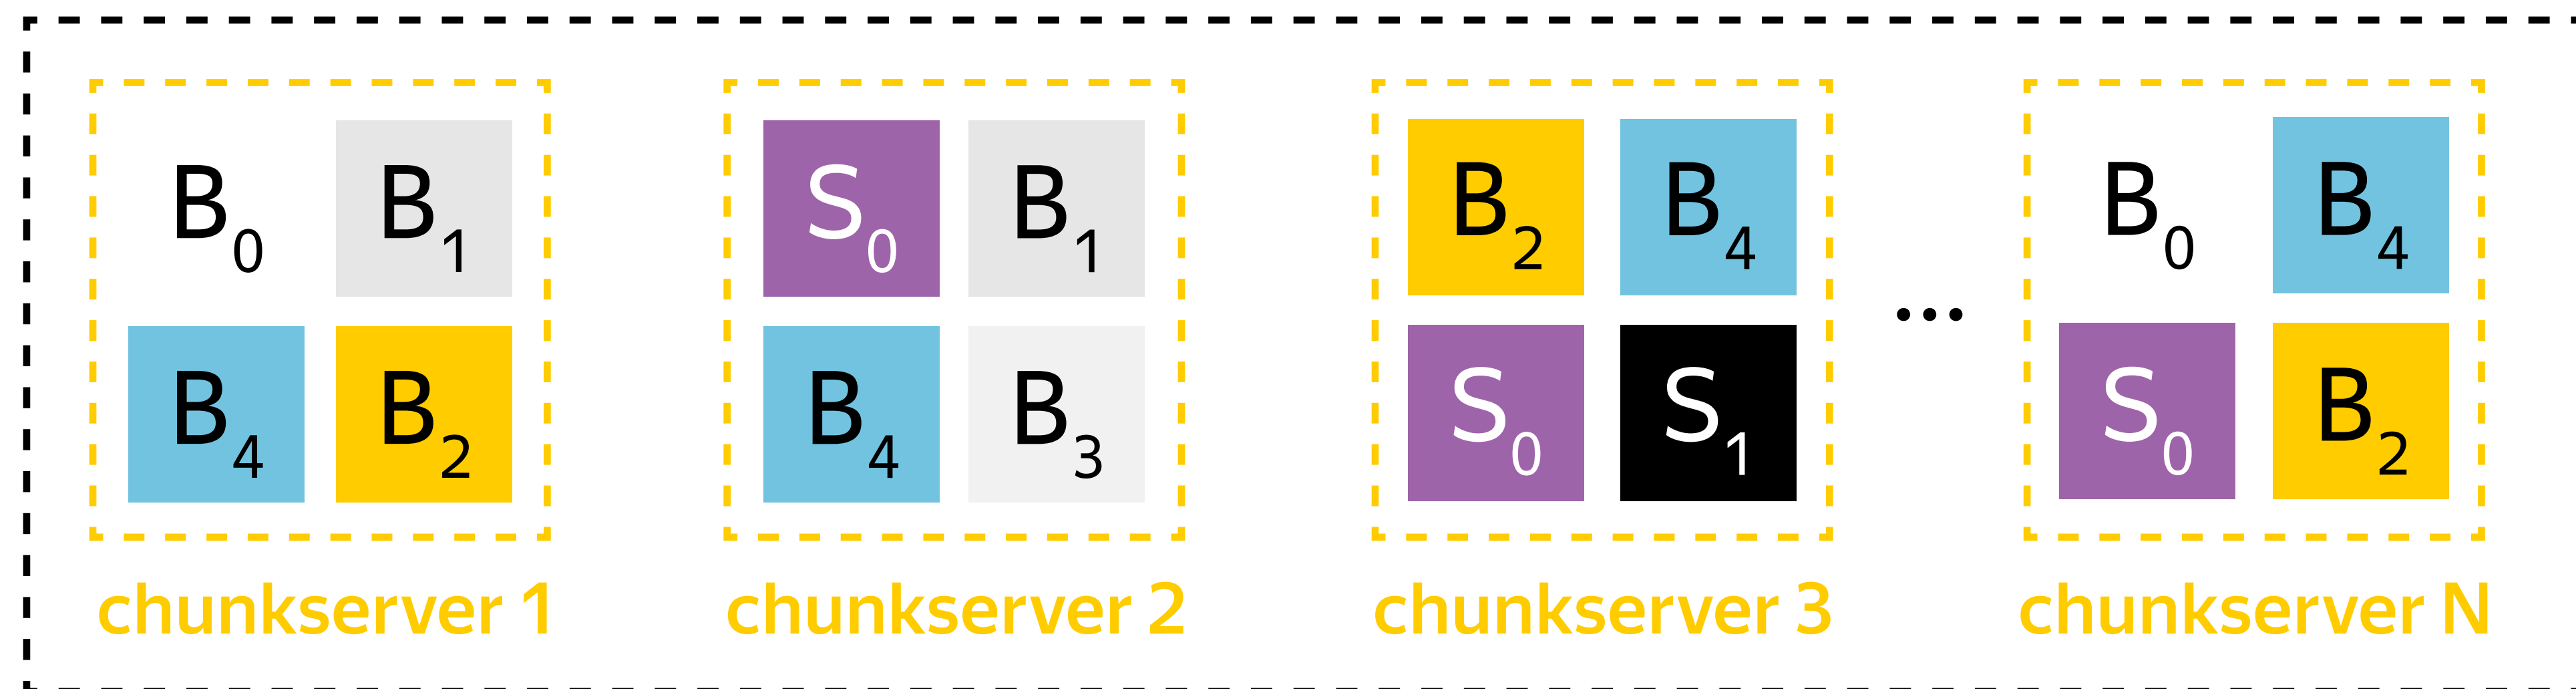 B₀ B₁ S₀ B₁ B₂ B₄ B₀ B₄
...
B₄ B₂ B₄ B₃ S₀ S₁ S₀ B₂
chunkserver 1 chunkserver 2 chunkserver 3 chunkserver N